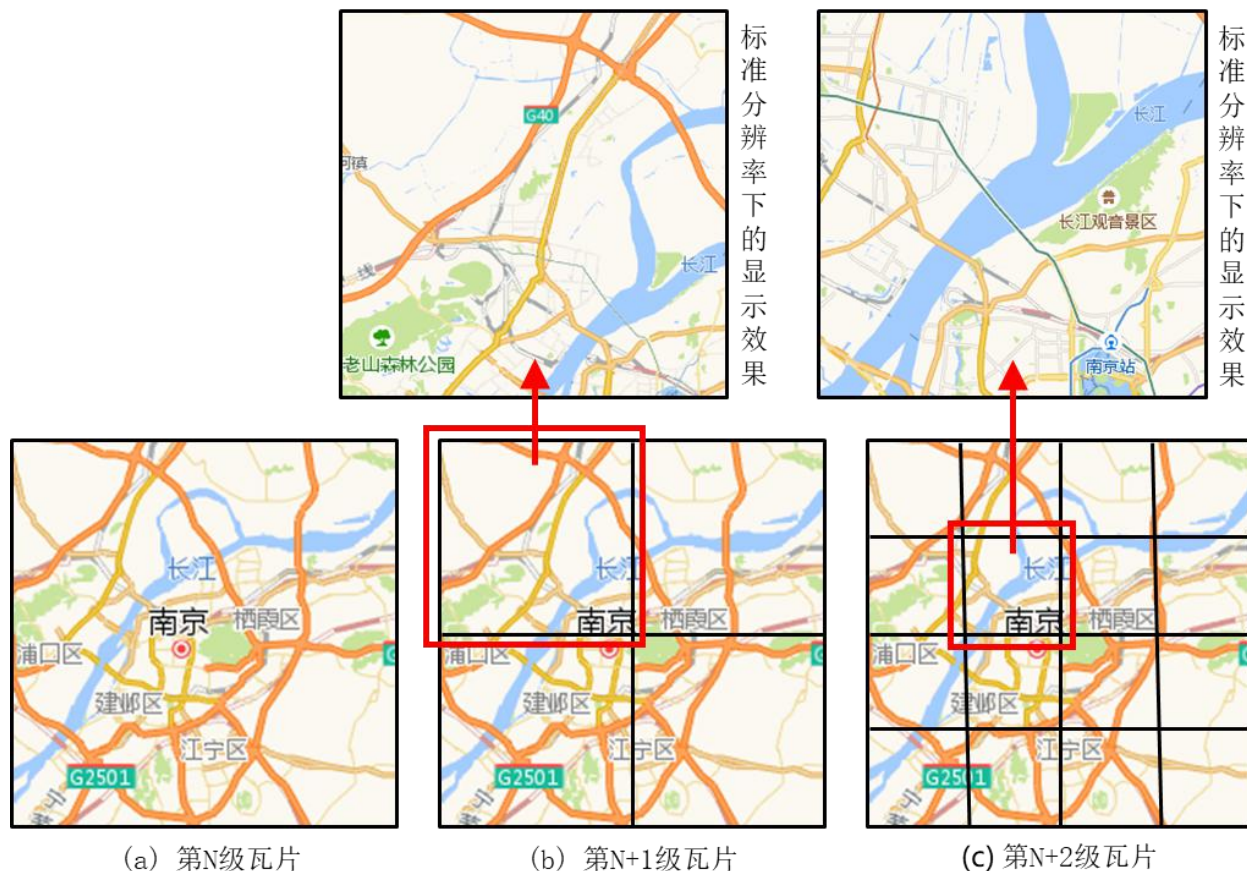 G40
河镇
线
长江
老山森林公园
标准分辨率下的显示效果
长江
长江观音景区
南京站
标准分辨率下的显示效果
长江
南京
栖霞区
浦口区
建邺区
江宁区
G2501
宁
长江
南京
栖霞区
浦口区
建邺区
江宁区
G2501
宁
长江
南京
栖霞区
浦口区
建邺区
江宁区
G2501
宁
(a) 第N级瓦片
(b) 第N+1级瓦片
(c) 第N+2级瓦片